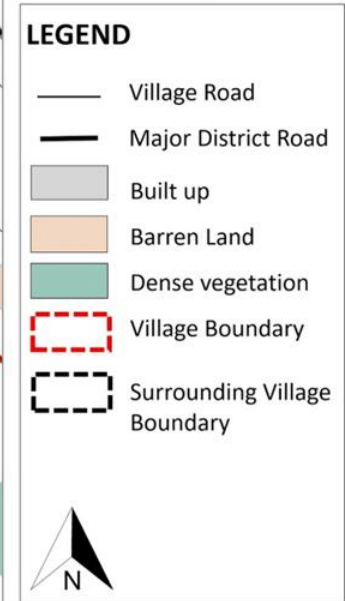 LEGEND
Village Road
Major District Road
Built up
Barren Land
Dense vegetation
Village Boundary
Surrounding Village
Boundary
N